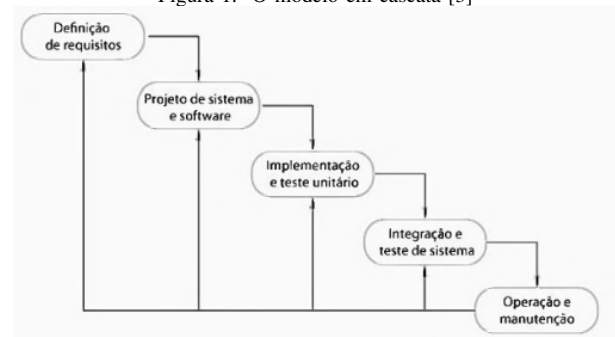 Figura 1: O modelo em cascata [5]
Definição
de requisitos
Projeto de sistema
e software
Implementação
e teste unitário
Integração e
teste de sistema
Operação e
manutenção